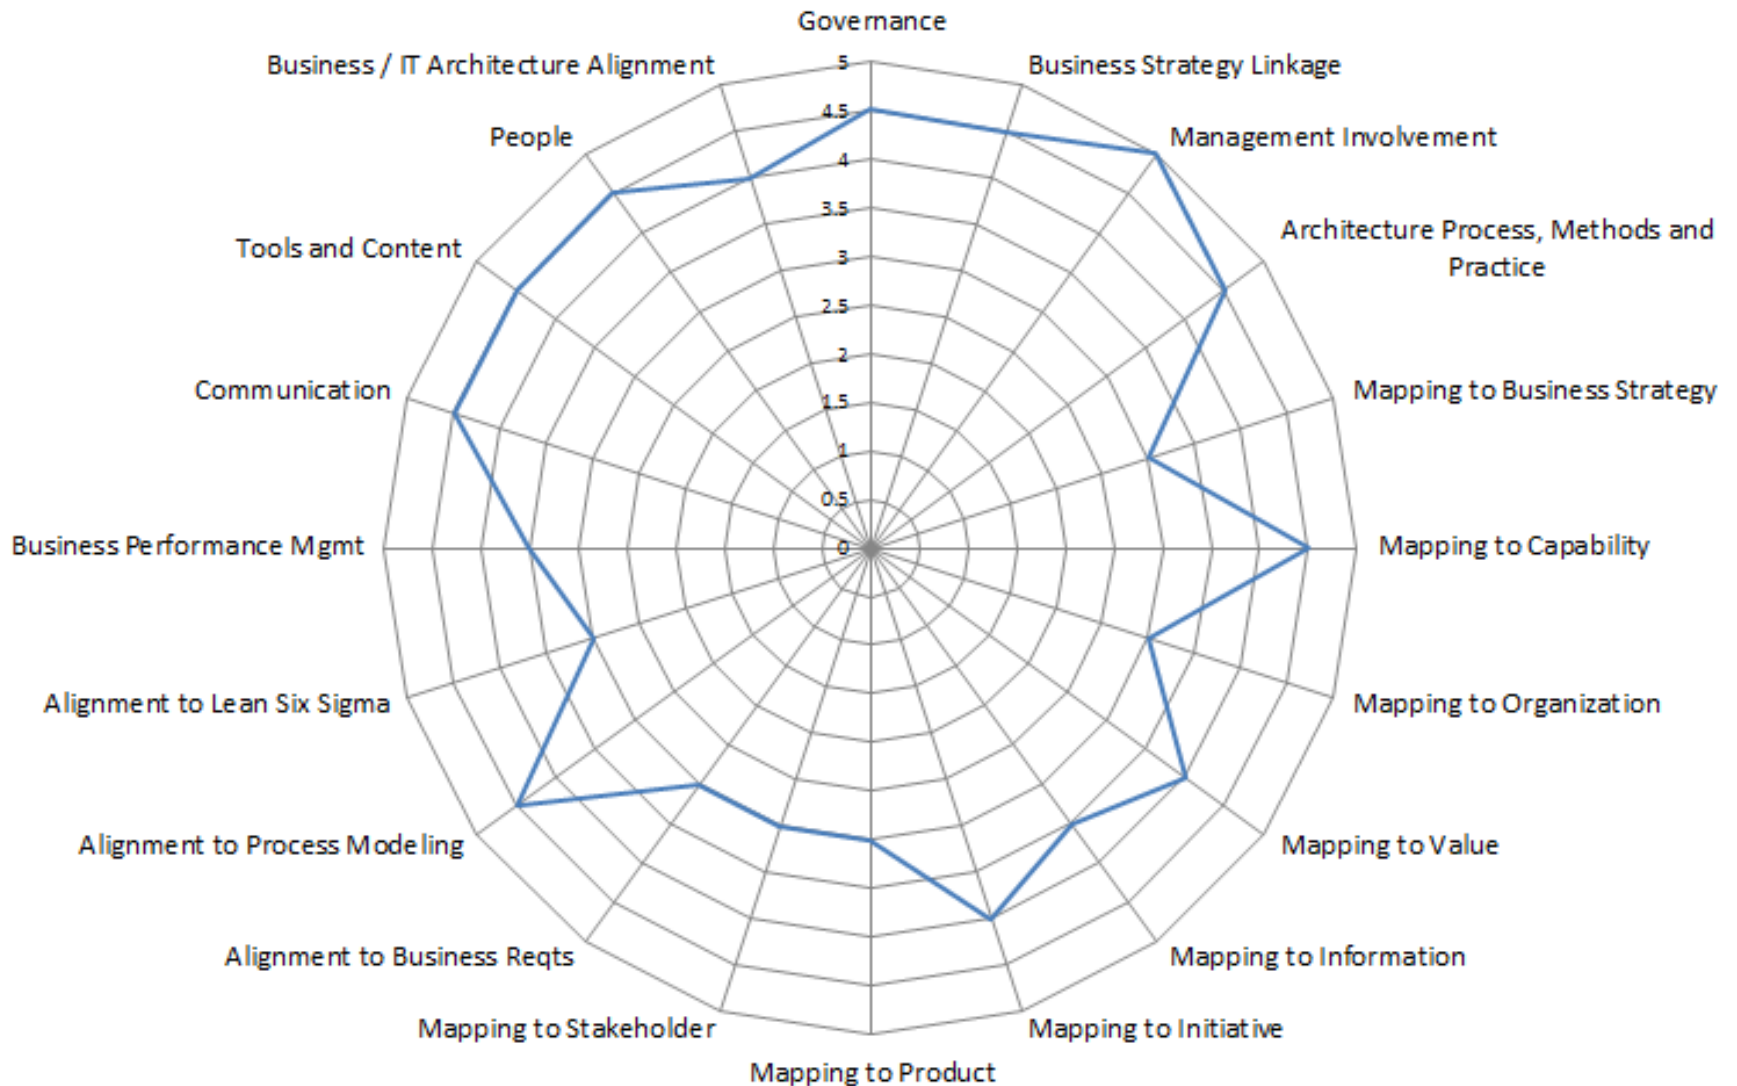 Governance
Business / IT Architecture Alignment
Business Strategy Linkage
People
Management Involvement
Tools and Content
Architecture Process, Methods and
Practice
Communication
Mapping to Business Strategy
Business Performance Mgmt
Mapping to Capability
Alignment to Lean Six Sigma
Mapping to Organization
Alignment to Process Modeling
Mapping to Value
Alignment to Business Reqts
Mapping to Information
Mapping to Stakeholder
Mapping to Initiative
Mapping to Product
5
4.5
4
3.5
3
2.5
2
1.5
1
0.5
0